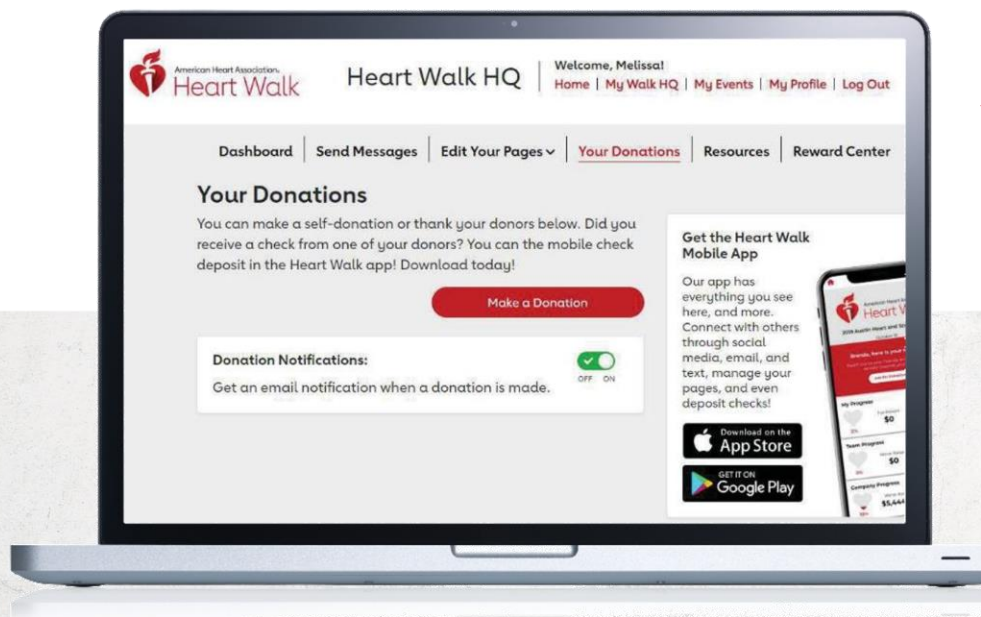 American Heart Association.
Heart Walk
Heart Walk HQ
Welcome, Melissa!
Home | My Walk HQ | My Events | My Profile | Log Out
Dashboard | Send Messages | Edit Your Pages | Your Donations | Resources | Reward Center
Your Donations
You can make a self-donation or thank your donors below. Did you
receive a check from one of your donors? You can the mobile check
deposit in the Heart Walk app! Download today!
Make a Donation
Donation Notifications:
Get an email notification when a donation is made.
OFF ON
Get the Heart Walk
Mobile App
Our app has
everything you see
here, and more.
Connect with others
through social
media, email, and
text, manage your
pages, and even
deposit checks!
Download on the
App Store
GET IT ON
Google Play
Heart
My Progress
$0
Team Progress
$0
Company Progress
$5,444